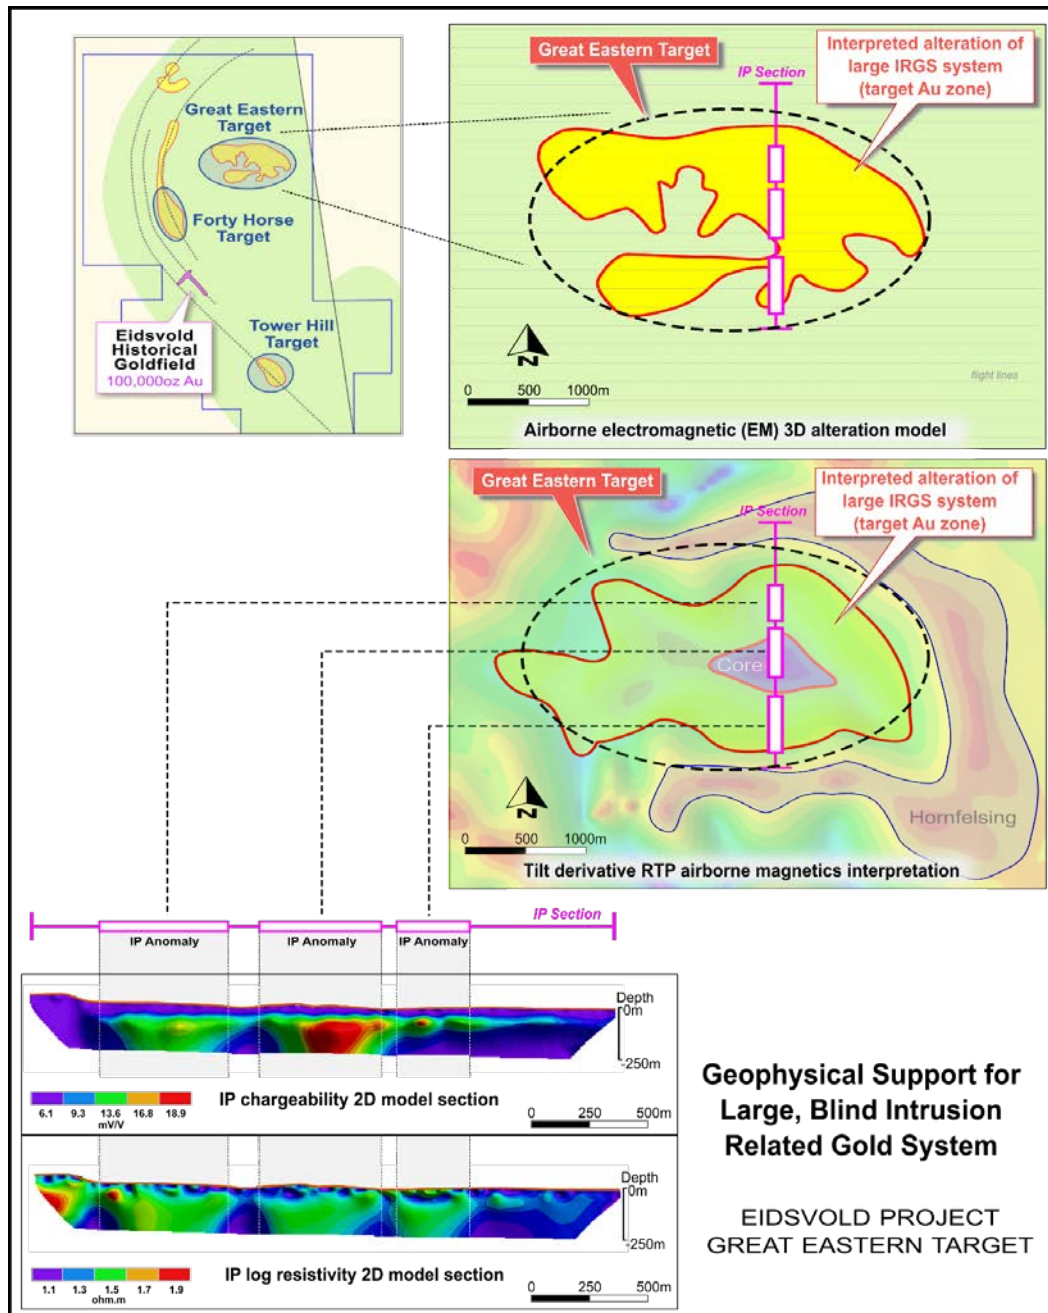 Great Eastern
Target
Forty Horse
Target
Eidsvold
Historical
Goldfield
100,000oz Au
Tower Hill
Target
Great Eastern Target
IP Section
Interpreted alteration of
large IRGS system
(target Au zone)
N
0 500 1000m
flight lines
Airborne electromagnetic (EM) 3D alteration model
Great Eastern Target
IP Section
Interpreted alteration of
large IRGS system
(target Au zone)
Core
Hornfelsing
N
0 500 1000m
Tilt derivative RTP airborne magnetics interpretation
IP Section
IP Anomaly IP Anomaly IP Anomaly
Depth
0m
-250m
6.1 9.3 13.6 16.8 18.9
mV/V
IP chargeability 2D model section
0 250 500m
Depth
0m
-250m
1.1 1.3 1.5 1.7 1.9
ohm.m
IP log resistivity 2D model section
0 250 500m
Geophysical Support for
Large, Blind Intrusion
Related Gold System
EIDSVOLD PROJECT
GREAT EASTERN TARGET